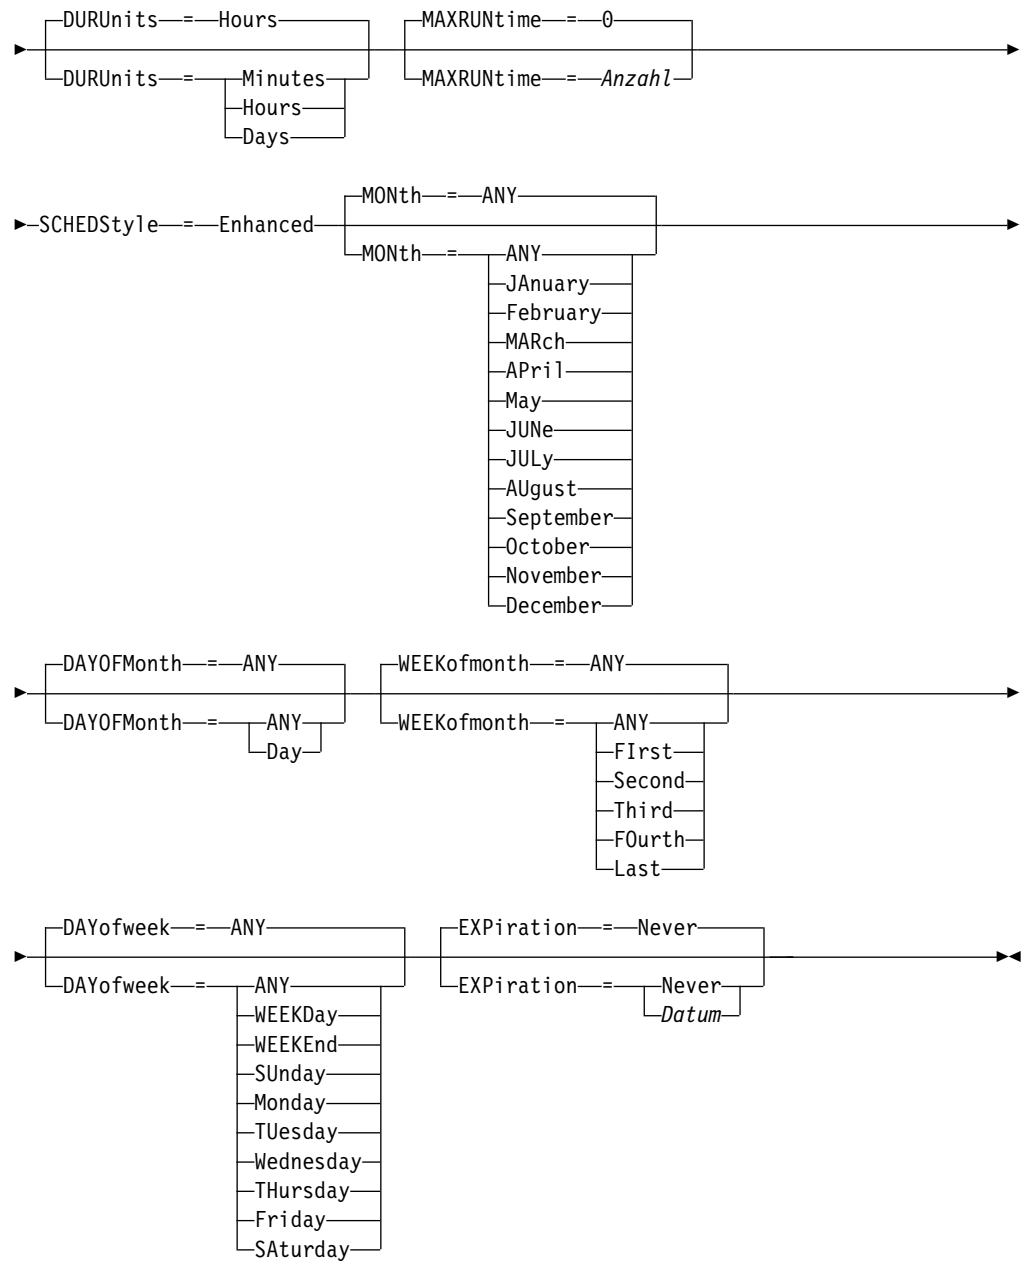 DURUnits = Hours MAXRUNtime = 0
DURUnits = Minutes MAXRUNtime = Anzahl
Hours
Days
SCHEDStyle = Enhanced MONth = ANY
MONth = ANY
JAnuary
February
MARch
APril
May
JUNe
JULy
AUgust
September
October
November
December
DAYOFMonth = ANY WEEKofmonth = ANY
DAYOFMonth = ANY WEEKofmonth = ANY
Day FIrst
Second
Third
FOurth
Last
DAYofweek = ANY EXPiration = Never
DAYofweek = ANY EXPiration = Never
WEEKDay Datum
WEEKEnd
SUnday
Monday
TUesday
Wednesday
THursday
Friday
SAturday